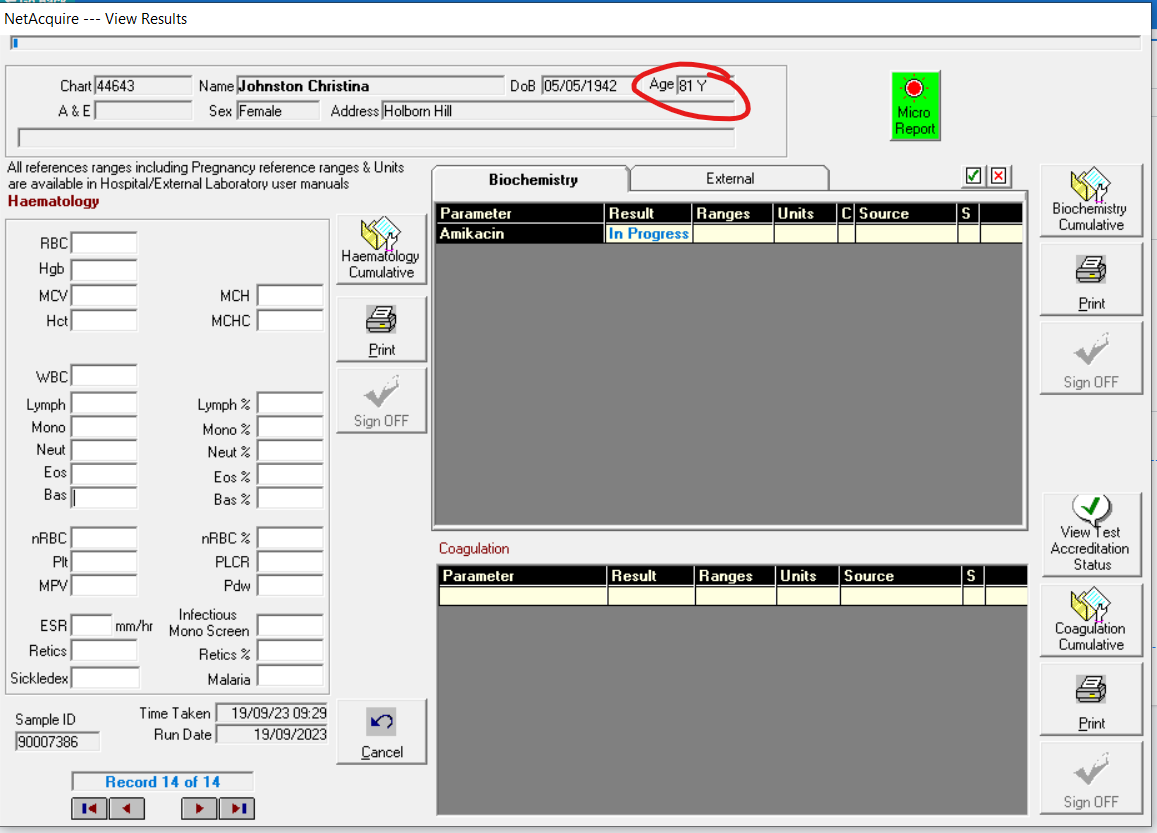 NetAcquire --- View Results
Chart 44643 Name Johnston Christina DoB 05/05/1942 Age 81 Y
A & E Sex Female Address Holborn Hill
Micro
Report
All references ranges including Pregnancy reference ranges & Units
are available in Hospital/External Laboratory user manuals
Haematology
RBC
Hgb
MCV MCH
Hct MCHC
WBC
Lymph Lymph %
Mono Mono %
Neut Neut %
Eos Eos %
Bas Bas %
nRBC nRBC %
Plt PLCR
MPV Pdw
ESR mm/hr Infectious
Mono Screen
Retics Retics %
Sickledex Malaria
Sample ID
90007386
Time Taken 19/09/23 09:29
Run Date 19/09/2023
Record 14 of 14
Haematology
Cumulative
Print
Sign OFF
Cancel
Biochemistry External
Parameter Result Ranges Units C Source S
Amikacin In Progress
Coagulation
Parameter Result Ranges Units Source S
Biochemistry
Cumulative
Print
Sign OFF
View Test
Accreditation
Status
Coagulation
Cumulative
Print
Sign OFF